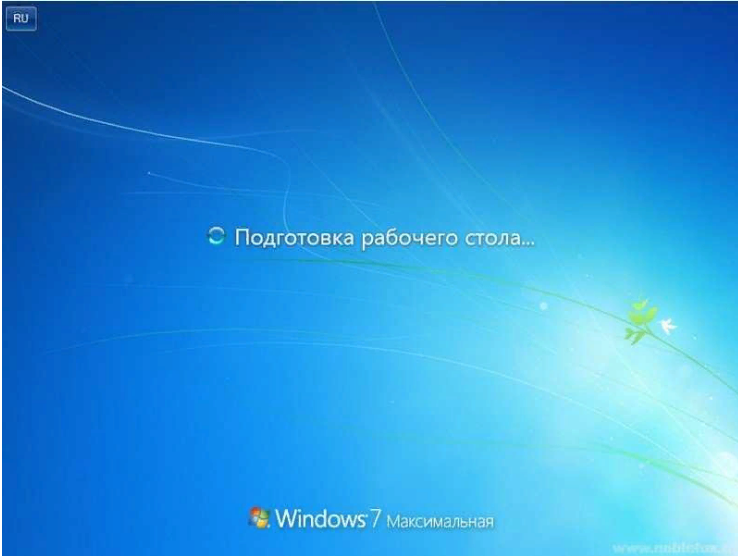 RU
Подготовка рабочего стола...
Windows 7 Максимальная